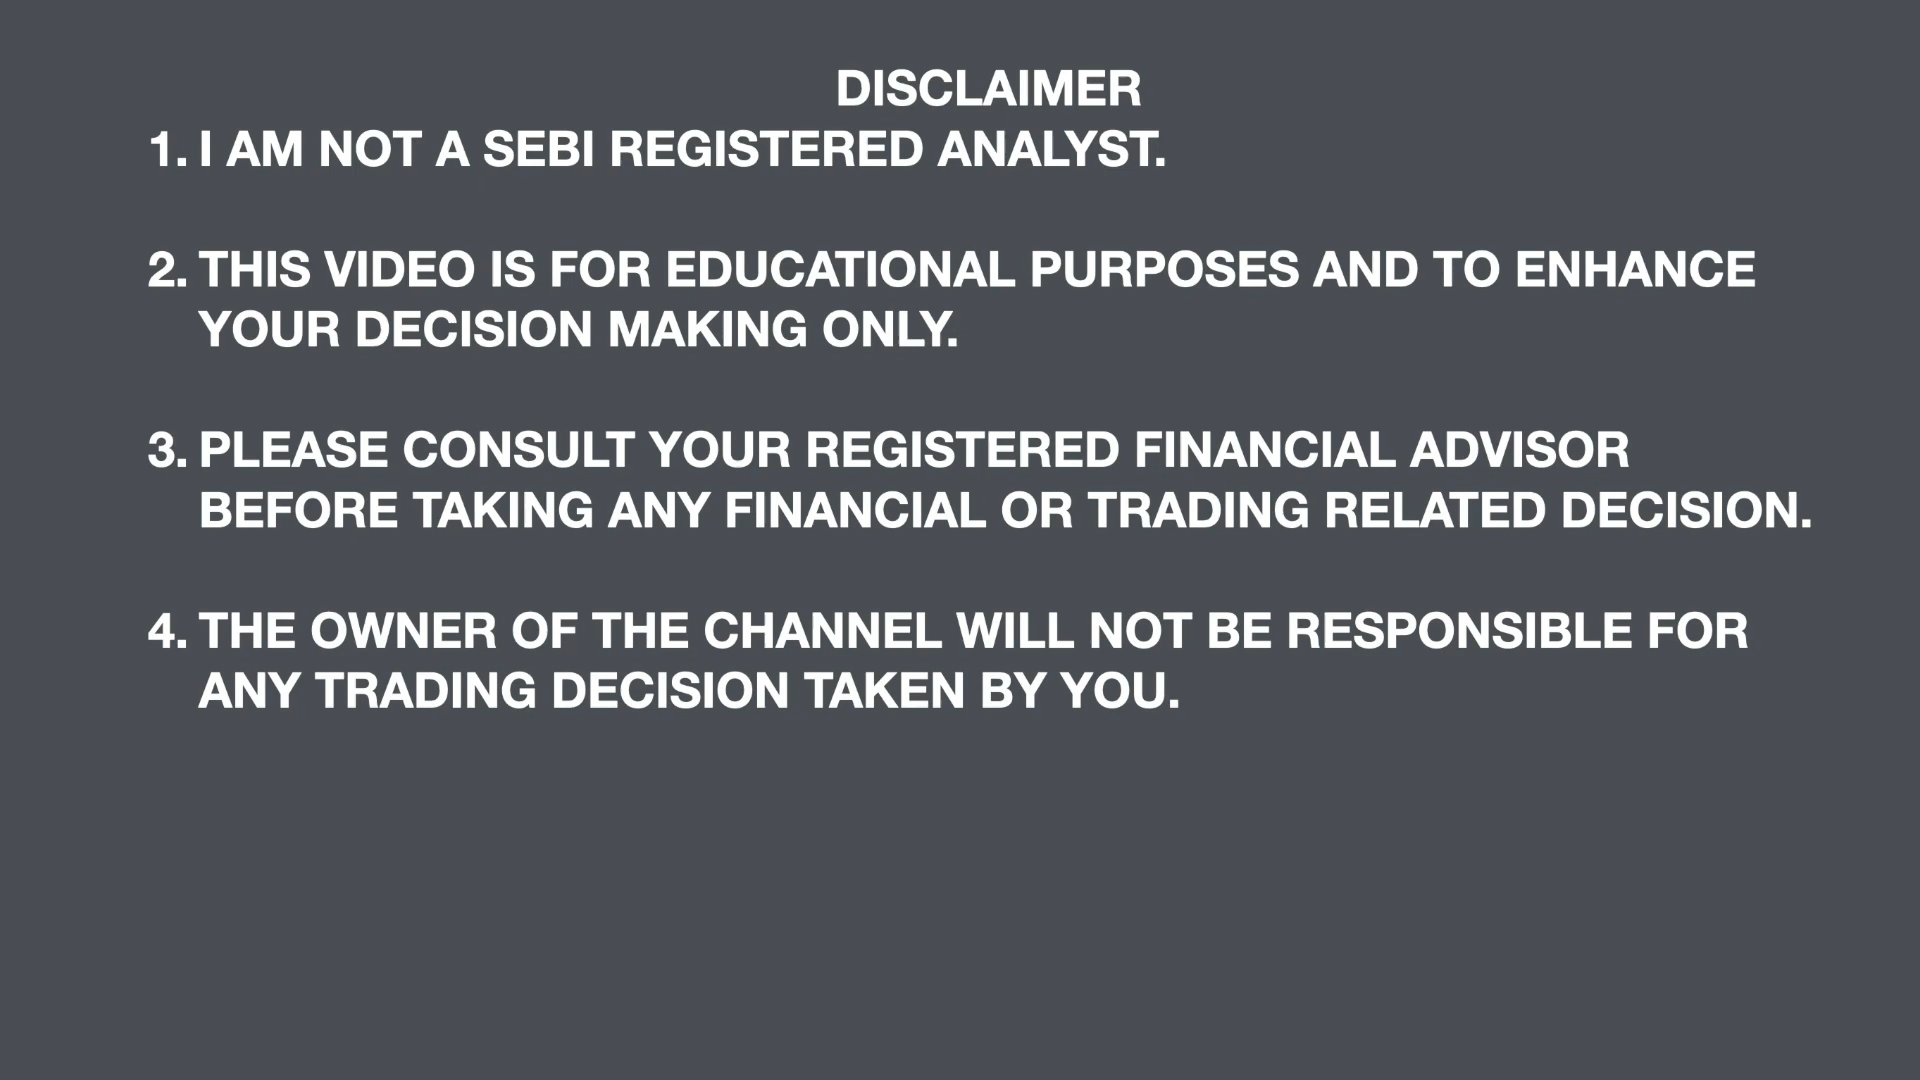 DISCLAIMER
1. I AM NOT A SEBI REGISTERED ANALYST.
2. THIS VIDEO IS FOR EDUCATIONAL PURPOSES AND TO ENHANCE
YOUR DECISION MAKING ONLY.
3. PLEASE CONSULT YOUR REGISTERED FINANCIAL ADVISOR
BEFORE TAKING ANY FINANCIAL OR TRADING RELATED DECISION.
4. THE OWNER OF THE CHANNEL WILL NOT BE RESPONSIBLE FOR
ANY TRADING DECISION TAKEN BY YOU.